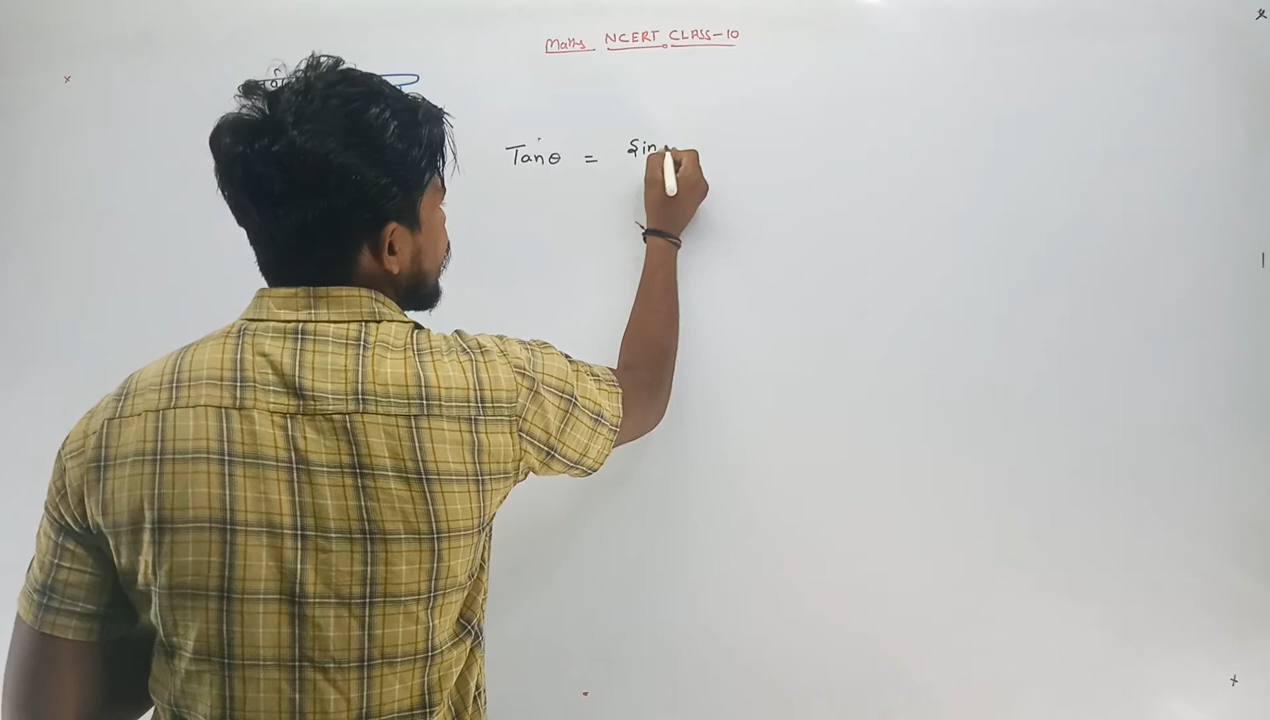 Maths NCERT CLASS-10
Tanθ = Sin